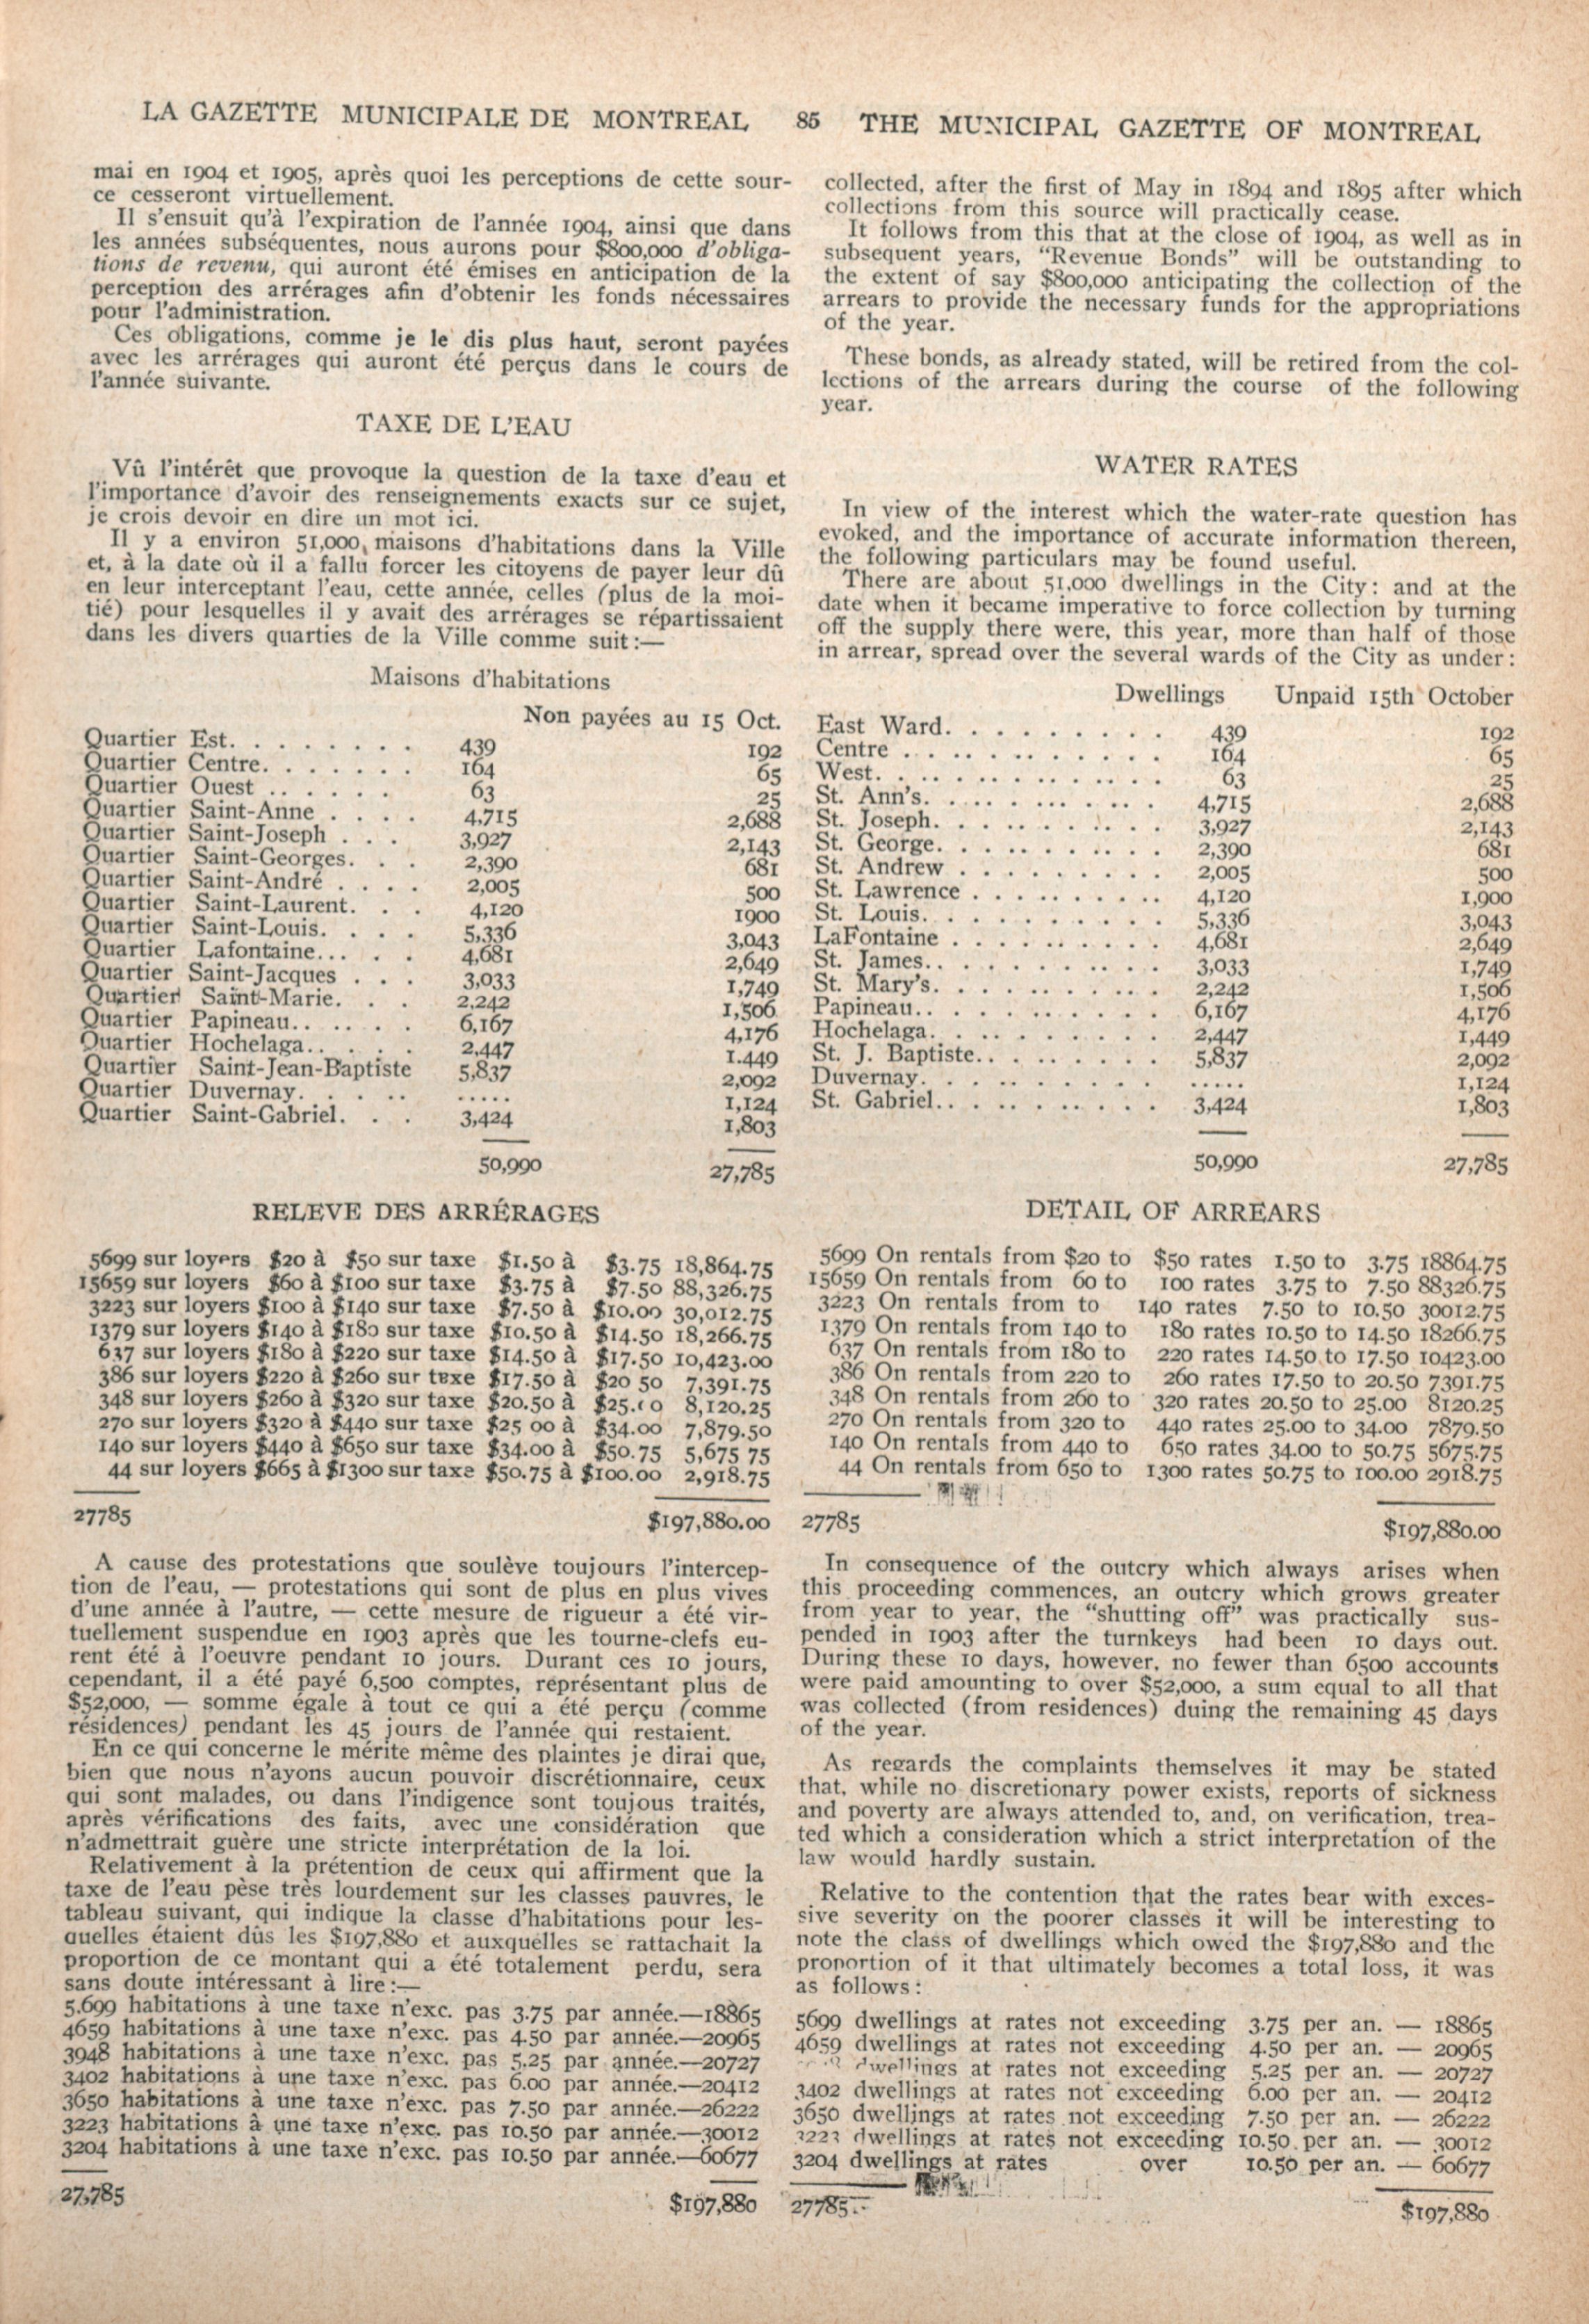 LA GAZETTE MUNICIPALE DE MONTREAL 85 THE MUNICIPAL GAZETTE OF MONTREAL
mai en 1904 et 1905, après quoi les perceptions de cette sour-
ce cesseront virtuellement.
Il s'ensuit qu'à l'expiration de l'année 1904, ainsi que dans
les années subséquentes, nous aurons pour $800,000 d'obliga-
tions de revenu, qui auront été émises en anticipation de la
perception des arrérages afin d'obtenir les fonds nécessaires
pour l'administration.
Ces obligations, comme je le dis plus haut, seront payées
avec les arrérages qui auront été perçus dans le cours de
l'année suivante.
TAXE DE L'EAU
Vû l'intérêt que provoque la question de la taxe d'eau et
l'importance d'avoir des renseignements exacts sur ce sujet,
je crois devoir en dire un mot ici.
Il y a environ 51,000, maisons d'habitations dans la Ville
et, à la date où il a fallu forcer les citoyens de payer leur dû
en leur interceptant l'eau, cette année, celles (plus de la moi-
tié) pour lesquelles il y avait des arrérages se répartissaient
dans les divers quarties de la Ville comme suit:—
Maisons d'habitations
Non payées au 15 Oct.
Quartier Est. . . . . . . . . 439 192
Quartier Centre. . . . . . . 164 65
Quartier Ouest . . . . . . 63 25
Quartier Saint-Anne . . . . 4,715 2,688
Quartier Saint-Joseph . . . 3,927 2,143
Quartier Saint-Georges. . . 2,390 681
Quartier Saint-André . . . . 2,005 500
Quartier Saint-Laurent. . . 4,120 1900
Quartier Saint-Louis. . . . 5,336 3,043
Quartier Lafontaine... . . 4,681 2,649
Quartier Saint-Jacques . . . 3,033 1,749
Quartier Saint-Marie. . . 2.242 1,506
Quartier Papineau.. .. . . 6,167 4,176
Quartier Hochelaga.. . . . 2,447 1.449
Quartier Saint-Jean-Baptiste 5,837 2,092
Quartier Duvernay. . . .. ..... 1,124
Quartier Saint-Gabriel. . . 3,424 1,803
50,990 27,785
RELEVE DES ARRÉRAGES
5699 sur loyers $20 à $50 sur taxe $1.50 à $3.75 18,864.75
15659 sur loyers $60 à $100 sur taxe $3.75 à $7.50 88,326.75
3223 sur loyers $100 à $140 sur taxe $7.50 à $10.00 30,012.75
1379 sur loyers $140 à $180 sur taxe $10.50 à $14.50 18,266.75
637 sur loyers $180 à $220 sur taxe $14.50 à $17.50 10,423.00
386 sur loyers $220 à $260 sur texe $17.50 à $20 50 7,391.75
348 sur loyers $260 à $320 sur taxe $20.50 à 8,120.25
270 sur loyers $320 à $440 sur taxe $25 00 à $34.00 7,879.50
140 sur loyers $440 à $650 sur taxe $34.00 à $50.75 5,675 75
44 sur loyers $665 à $1300 sur taxe $50.75 à $100.00 2,918.75
27785 $197,880.00
A cause des protestations que soulève toujours l'intercep-
tion de l'eau, — protestations qui sont de plus en plus vives
d'une année à l'autre, — cette mesure de rigueur a été vir-
tuellement suspendue en 1903 après que les tourne-clefs eu-
rent été à l'oeuvre pendant 10 jours. Durant ces 10 jours,
cependant, il a été payé 6,500 comptes, représentant plus de
$52,000, — somme égale à tout ce qui a été perçu (comme
résidences) pendant les 45 jours de l'année qui restaient.
En ce qui concerne le mérite même des plaintes je dirai que,
bien que nous n'ayons aucun pouvoir discrétionnaire, ceux
qui sont malades, ou dans l'indigence sont toujous traités,
après vérifications des faits, avec une considération que
n'admettrait guère une stricte interprétation de la loi.
Relativement à la prétention de ceux qui affirment que la
taxe de l'eau pèse très lourdement sur les classes pauvres, le
tableau suivant, qui indique la classe d'habitations pour les-
quelles étaient dûs les $197,880 et auxquelles se rattachait la
proportion de ce montant qui a été totalement perdu, sera
sans doute intéressant à lire:—
5.699 habitations à une taxe n'exc. pas 3.75 par année.—18865
4659 habitations à une taxe n'exc. pas 4.50 par année.—20965
3948 habitations à une taxe n'exc. pas 5.25 par année.—20727
3402 habitations à une taxe n'exc. pas 6.00 par année.—20412
3650 habitations à une taxe n'exc. pas 7.50 par année.—26222
3223 habitations à une taxe n'exc. pas 10.50 par année.—30012
3204 habitations à une taxe n'exc. pas 10.50 par année.—60677
27,785 $197,880
collected, after the first of May in 1894 and 1895 after which
collections from this source will practically cease.
It follows from this that at the close of 1904, as well as in
subsequent years, "Revenue Bonds" will be outstanding to
the extent of say $800,000 anticipating the collection of the
arrears to provide the necessary funds for the appropriations
of the year.
These bonds, as already stated, will be retired from the col-
lections of the arrears during the course of the following
year.
WATER RATES
In view of the interest which the water-rate question has
evoked, and the importance of accurate information thereen,
the following particulars may be found useful.
There are about 51.000 dwellings in the City: and at the
date when it became imperative to force collection by turning
off the supply there were, this year, more than half of those
in arrear, spread over the several wards of the City as under:
Dwellings Unpaid 15th October
East Ward. . . . . . . . . . 439 192
Centre . . . . . . . . . . . 164 65
West. . . . . . . . . . . . 63 25
St. Ann's. . . . . . . . . . 4,715 2,688
St. Joseph. . . . . . . . . . 3,927 2,143
St. George. . . . . . . . . . 2,390 681
St. Andrew . . . . . . . . . 2,005 500
St. Lawrence . . . . . . . . . 4,120 1,900
St. Louis. . . . . . . . . . . 5,336 3,043
LaFontaine . . . . . . . . . . 4,681 2,649
St. James.. . . . . . . . . . 3,033 1,749
St. Mary's. . . . . . . . . . 2,242 1,506
Papineau.. . . . . . . . . . 6,167 4,176
Hochelaga. . . . . . . . . . 2,447 1,449
St. J. Baptiste.. . . . . . . . 5,837 2,092
Duvernay. . . . . . . . . . ..... 1,124
St. Gabriel.. . . . . . . . . 3,424 1,803
50,990 27,785
DETAIL OF ARREARS
5699 On rentals from $20 to $50 rates 1.50 to 3.75 18864.75
15659 On rentals from 60 to 100 rates 3.75 to 7.50 88326.75
3223 On rentals from to 140 rates 7.50 to 10.50 30012.75
1379 On rentals from 140 to 180 rates 10.50 to 14.50 18266.75
637 On rentals from 180 to 220 rates 14.50 to 17.50 10423.00
386 On rentals from 220 to 260 rates 17.50 to 20.50 7391.75
348 On rentals from 260 to 320 rates 20.50 to 25.00 8120.25
270 On rentals from 320 to 440 rates 25.00 to 34.00 7879.50
140 On rentals from 440 to 650 rates 34.00 to 50.75 5675.75
44 On rentals from 650 to 1300 rates 50.75 to 100.00 2918.75
27785 $197,880.00
In consequence of the outcry which always arises when
this proceeding commences, an outcry which grows greater
from year to year, the "shutting off" was practically sus-
pended in 1903 after the turnkeys had been 10 days out.
During these 10 days, however, no fewer than 6500 accounts
were paid amounting to over $52,000, a sum equal to all that
was collected (from residences) duing the remaining 45 days
of the year.
As regards the complaints themselves it may be stated
that, while no discretionary power exists, reports of sickness
and poverty are always attended to, and, on verification, trea-
ted which a consideration which a strict interpretation of the
law would hardly sustain.
Relative to the contention that the rates bear with exces-
sive severity on the poorer classes it will be interesting to
note the class of dwellings which owed the $197,880 and the
proportion of it that ultimately becomes a total loss, it was
as follows:
5699 dwellings at rates not exceeding 3.75 per an. — 18865
4659 dwellings at rates not exceeding 4.50 per an. — 20965
dwellings at rates not exceeding 5.25 per an. — 20727
3402 dwellings at rates not exceeding 6.00 per an. — 20412
3650 dwellings at rates not exceeding 7.50 per an. — 26222
3223 dwellings at rates not exceeding 10.50 per an. — 30012
3204 dwellings at rates over 10.50 per an. — 60677
27785 $197,880